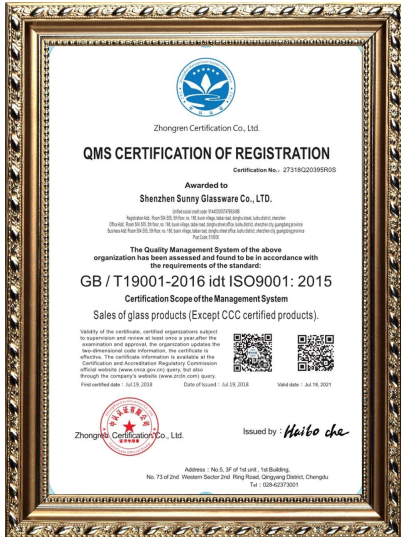 Zhongren Certification Co., Ltd.
QMS CERTIFICATION OF REGISTRATION
Certification No.: 27318Q20395R0S
Awarded to
Shenzhen Sunny Glassware Co., LTD.
The Quality Management System of the above
organization has been assessed and found to be in accordance with
the requirements of the standard:
GB / T19001-2016 idt ISO9001: 2015
Certification Scope of the Management System
Sales of glass products (Except CCC certified products).
Validity of the certificate, certified organizations subject
to supervision and review at least once a year,after the
examination and approval, the organization updates the
two-dimensional code information, the certificate is
effective. The certificate information is available at the
Certification and Accreditation Regulatory Commission
official website (www.cnca.gov.cn) query, but also
through the company's website (www.zrcln.com) query.
First certified date : Jul.19, 2018 Date of Issued : Jul.19, 2018 Valid date : Jul.18, 2021
Zhongren Certification Co., Ltd.
Issued by : Haibo che
Address : No.5, 3F of 1st unit , 1st Building,
No. 73 of 2nd Western Sector 2nd Ring Road, Qingyang District, Chengdu
Tel : 028-62373001